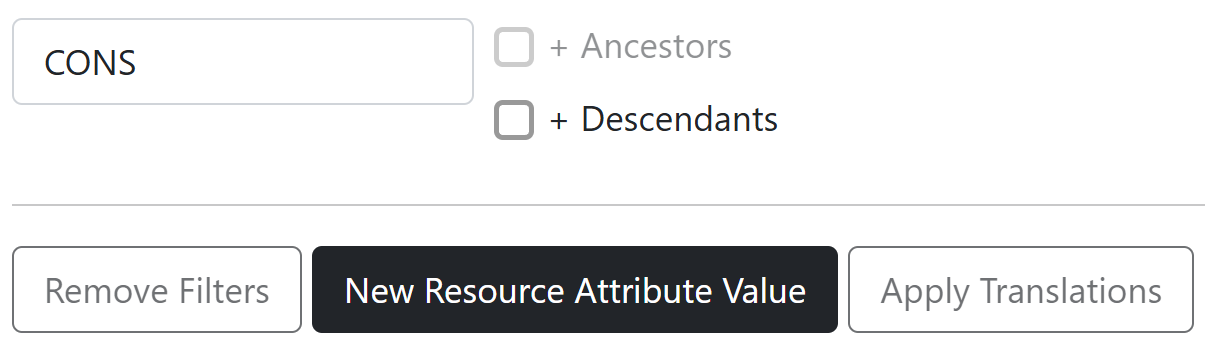 CONS
+ Ancestors
+ Descendants
Remove Filters
New Resource Attribute Value
Apply Translations